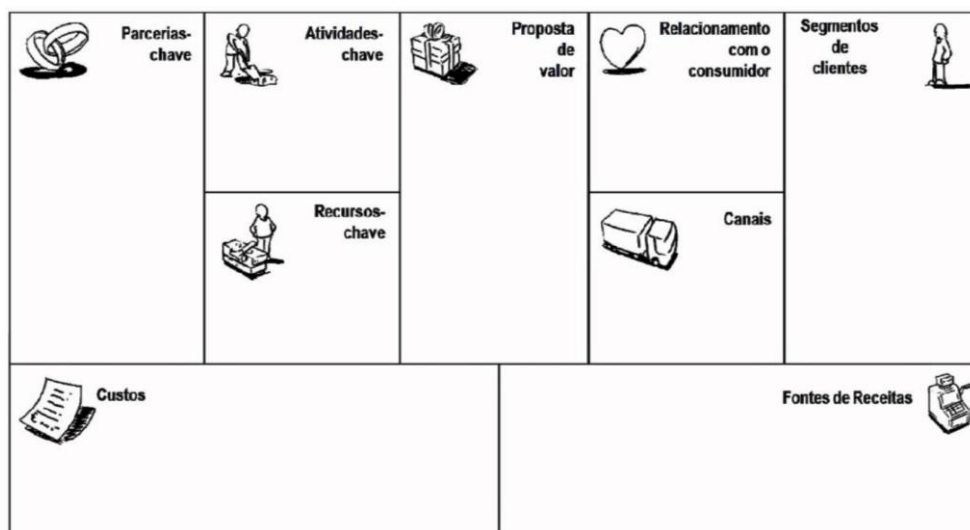 Parcerias-
chave
Atividades-
chave
Proposta
de
valor
Relacionamento
com o
consumidor
Segmentos
de
clientes
Recursos-
chave
Canais
Custos
Fontes de Receitas